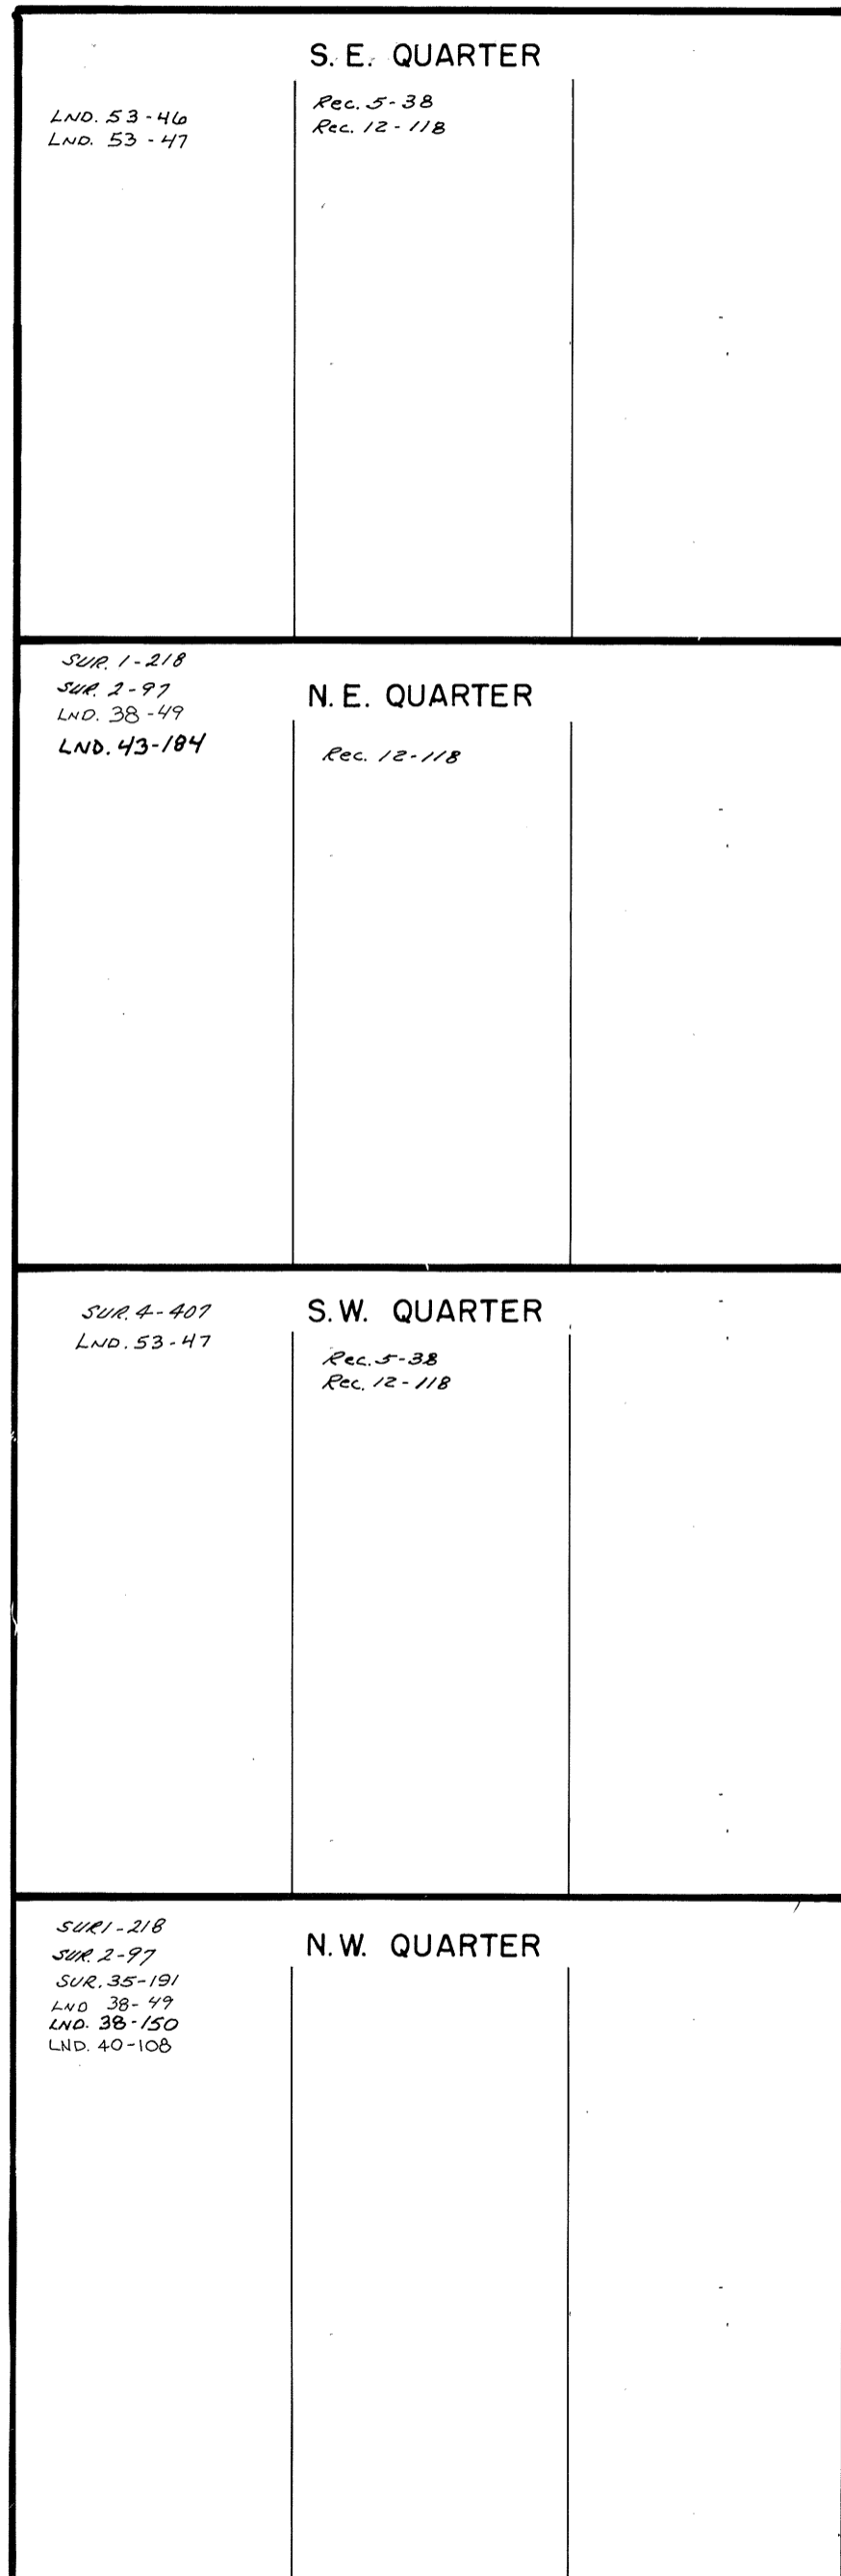 S. E. QUARTER
LND. 53-46
LND. 53-47
Rec. 5-38
Rec. 12-118
SUR. 1-218
SUR. 2-97
LND. 38-49
LND. 43-184
N. E. QUARTER
Rec. 12-118
SUR. 4-407
LND. 53-47
S. W. QUARTER
Rec. 5-38
Rec. 12-118
SUR 1-218
SUR. 2-97
SUR. 35-191
LND 38-49
LND. 38-150
LND. 40-108
N. W. QUARTER